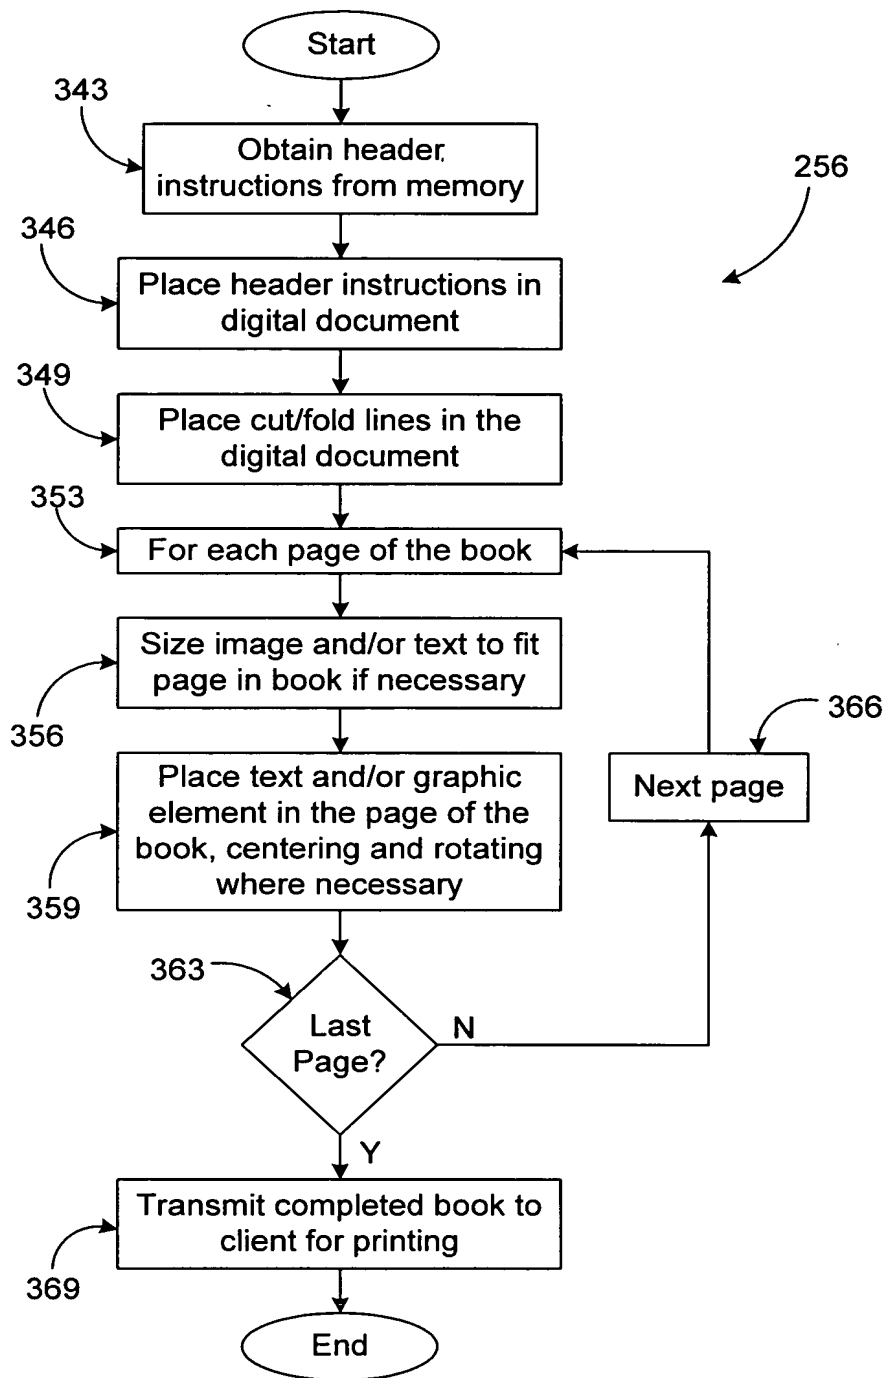 Start
343
Obtain header
instructions from memory
256
346
Place header instructions in
digital document
349
Place cut/fold lines in the
digital document
353
For each page of the book
Size image and/or text to fit
page in book if necessary
356
366
Place text and/or graphic
element in the page of the
book, centering and rotating
where necessary
Next page
359
363
Last
Page?
N
Y
Transmit completed book to
client for printing
369
End